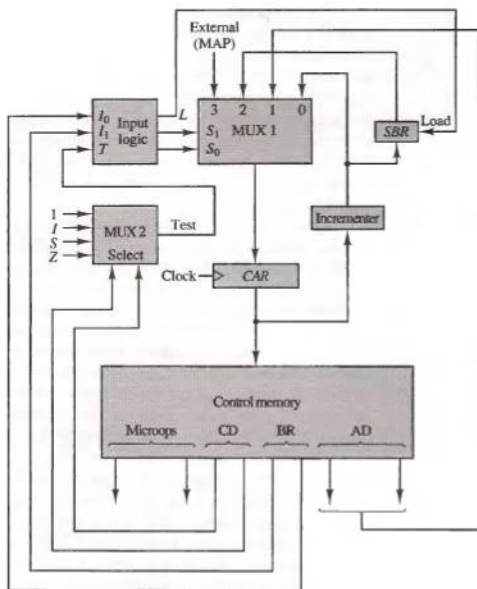 External
(MAP)
3 2 1 0
MUX 1
S1
S0
L
I0
I1
T
Input
logic
SBR
Load
1
I
S
Z
MUX 2
Select
Test
Incrementer
Clock
CAR
Control memory
Microops CD BR AD